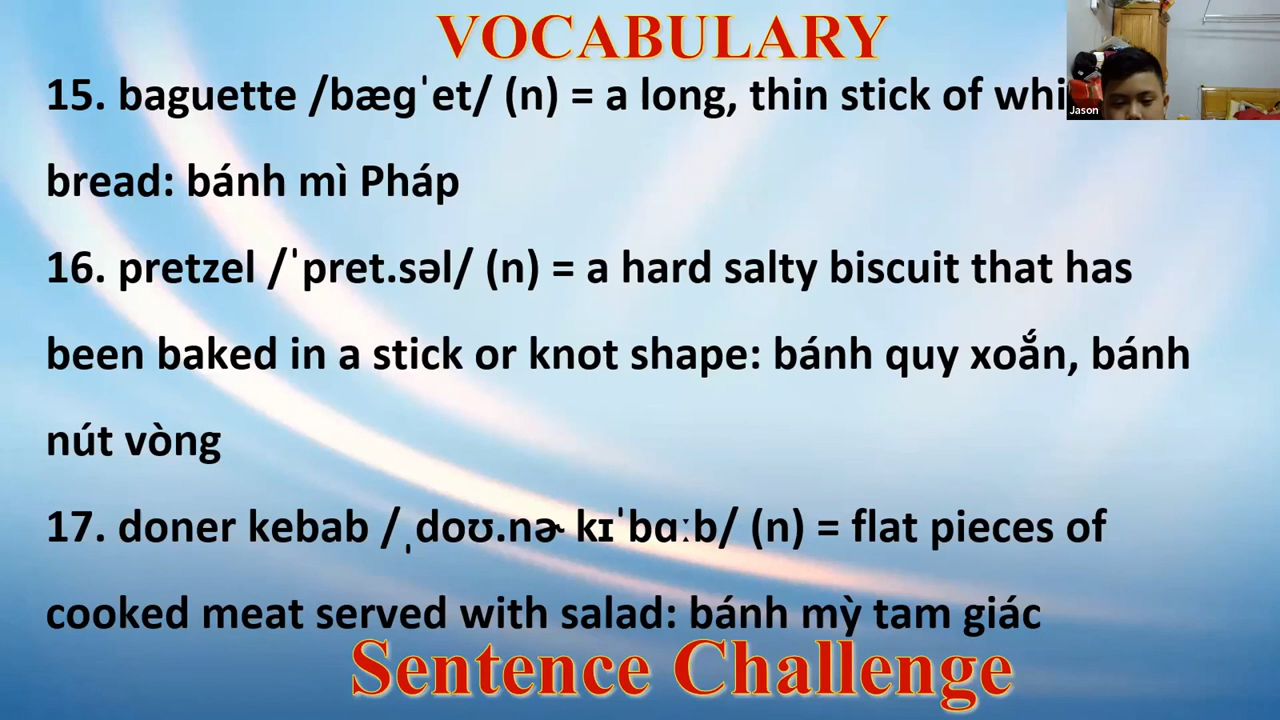 VOCABULARY
15. baguette /bæɡˈet/ (n) = a long, thin stick of
Jason
bread: bánh mì Pháp
16. pretzel /ˈpret.səl/ (n) = a hard salty biscuit that has
been baked in a stick or knot shape: bánh quy xoắn, bánh
nút vòng
17. doner kebab /ˌdoʊ.nɚ kɪˈbɑːb/ (n) = flat pieces of
cooked meat served with salad: bánh mỳ tam giác
Sentence Challenge